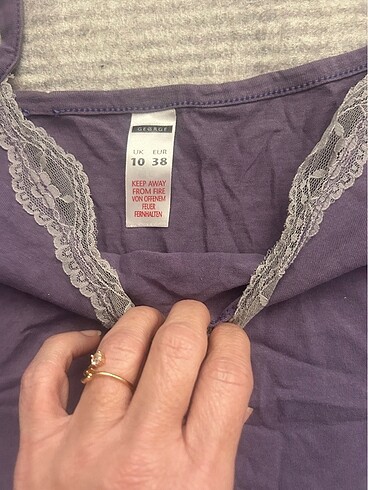 GEORGE
UK EUR
10 38
KEEP AWAY
FROM FIRE
VON OFFENEM
FEUER
FERNHALTEN